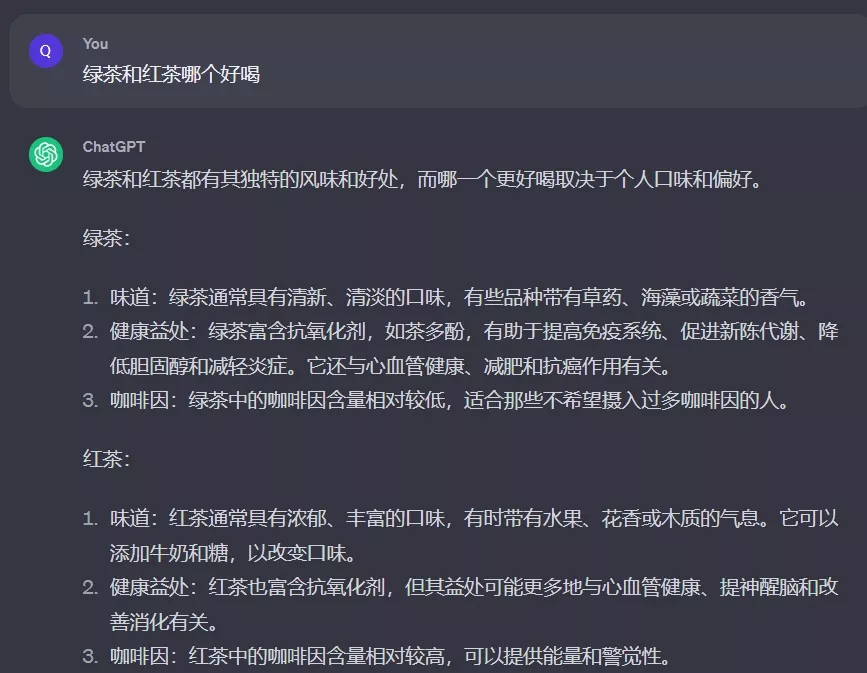 Q
You
绿茶和红茶哪个好喝
ChatGPT
绿茶和红茶都有其独特的风味和好处，而哪一个更好喝取决于个人口味和偏好。
绿茶：
1. 味道：绿茶通常具有清新、清淡的口味，有些品种带有草药、海藻或蔬菜的香气。
2. 健康益处：绿茶富含抗氧化剂，如茶多酚，有助于提高免疫系统、促进新陈代谢、降
低胆固醇和减轻炎症。它还与心血管健康、减肥和抗癌作用有关。
3. 咖啡因：绿茶中的咖啡因含量相对较低，适合那些不希望摄入过多咖啡因的人。
红茶：
1. 味道：红茶通常具有浓郁、丰富的口味，有时带有水果、花香或木质的气息。它可以
添加牛奶和糖，以改变口味。
2. 健康益处：红茶也富含抗氧化剂，但其益处可能更多地与心血管健康、提神醒脑和改
善消化有关。
3. 咖啡因：红茶中的咖啡因含量相对较高，可以提供能量和警觉性。